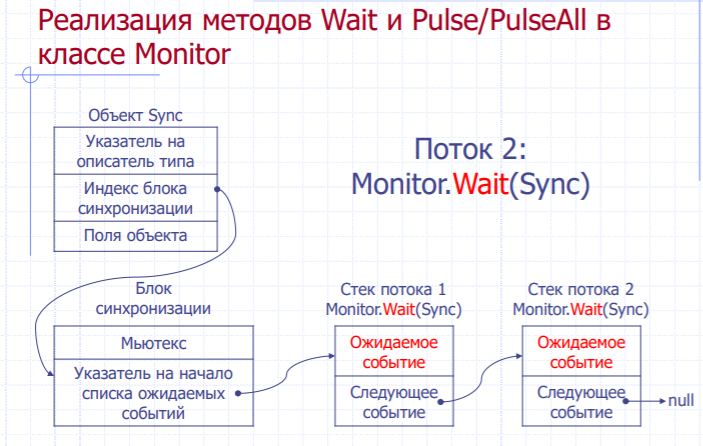 Реализация методов Wait и Pulse/PulseAll в
классе Monitor
Объект Sync
Указатель на
описатель типа
Индекс блока
синхронизации
Поля объекта
Поток 2:
Monitor.Wait(Sync)
Блок
синхронизации
Мьютекс
Указатель на начало
списка ожидаемых
событий
Стек потока 1
Monitor.Wait(Sync)
Ожидаемое
событие
Следующее
событие
Стек потока 2
Monitor.Wait(Sync)
Ожидаемое
событие
Следующее
событие
null